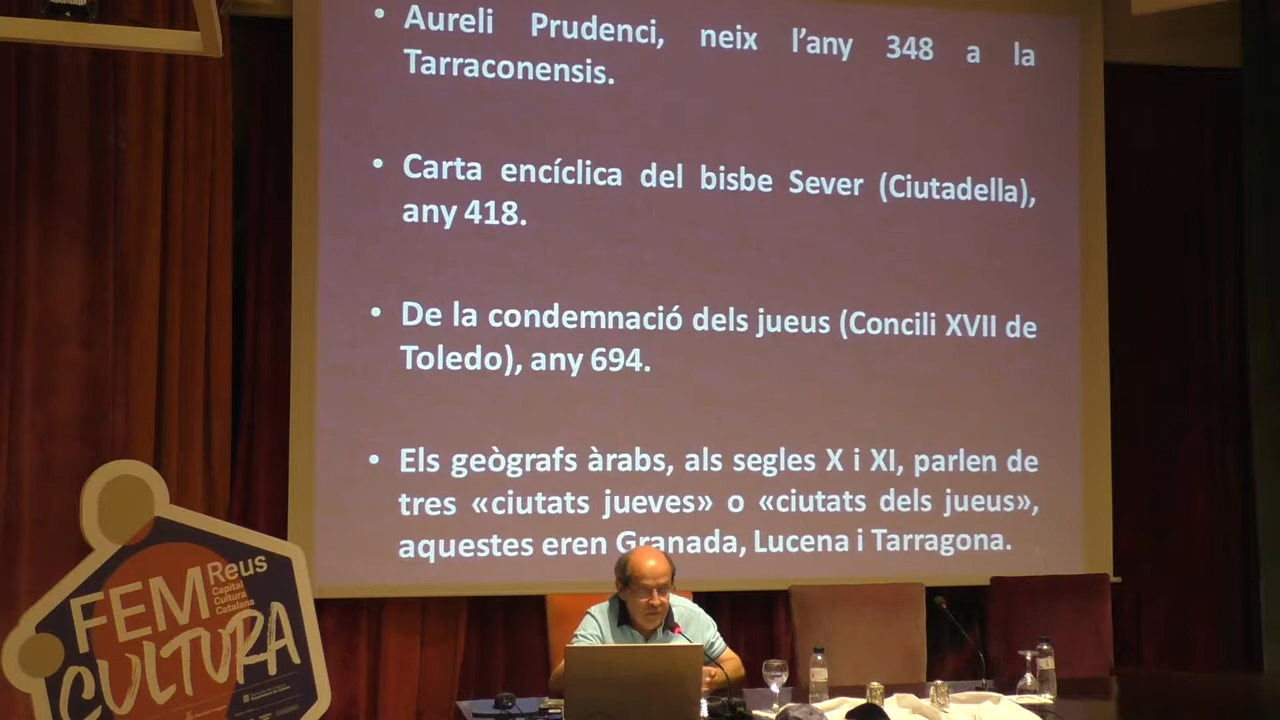 • Aureli Prudenci, neix l'any 348 a la
Tarraconensis.
• Carta encíclica del bisbe Sever (Ciutadella),
any 418.
• De la condemnació dels jueus (Concili XVII de
Toledo), any 694.
• Els geògrafs àrabs, als segles X i XI, parlen de
tres «ciutats jueves» o «ciutats dels jueus»,
aquestes eren Granada, Lucena i Tarragona.
FEM
CULTURA
Reus
Capital
Cultura
Catalana